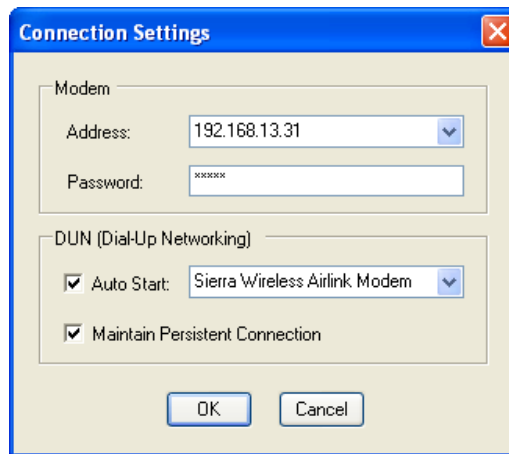 Connection Settings
Modem
Address: 192.168.13.31
Password: *****
DUN (Dial-Up Networking)
Auto Start: Sierra Wireless Airlink Modem
Maintain Persistent Connection
OK Cancel